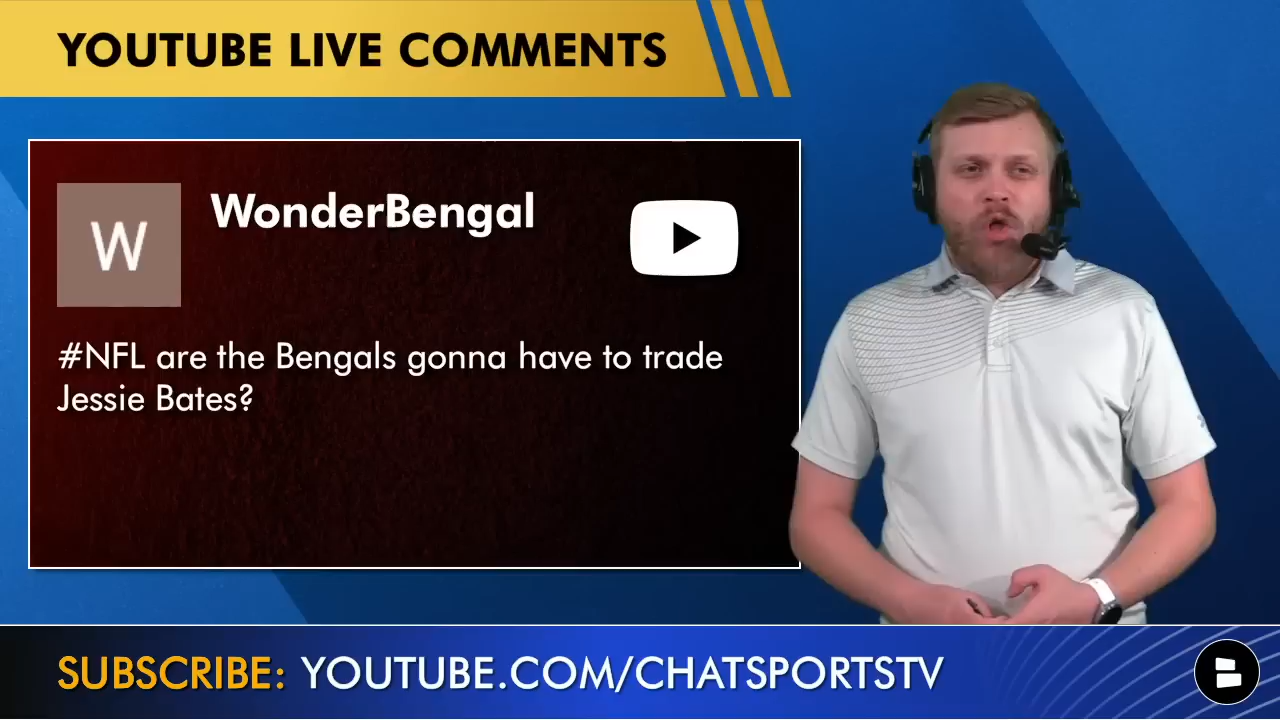 YOUTUBE LIVE COMMENTS
W
WonderBengal
#NFL are the Bengals gonna have to trade
Jessie Bates?
SUBSCRIBE: YOUTUBE.COM/CHATSPORTSTV